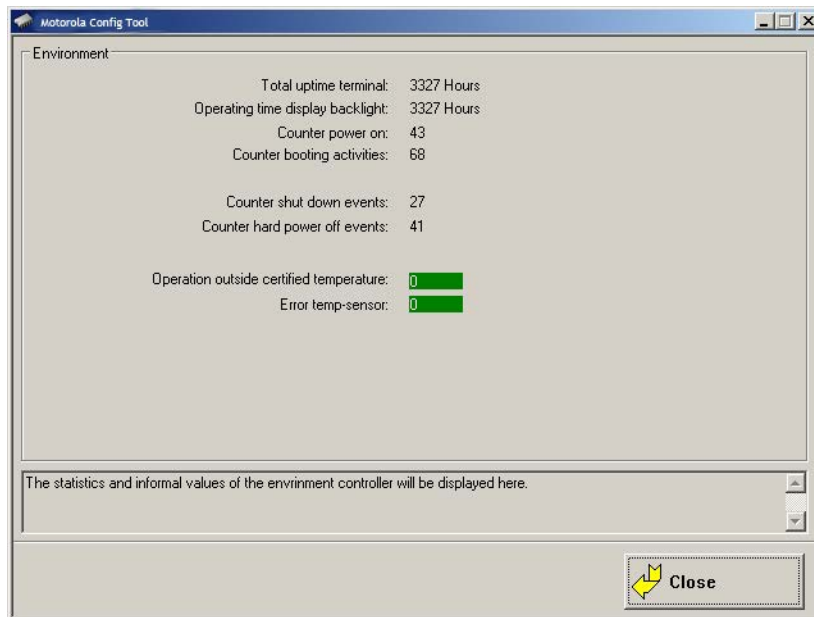 Motorola Config Tool
Environment
Total uptime terminal: 3327 Hours
Operating time display backlight: 3327 Hours
Counter power on: 43
Counter booting activities: 68
Counter shut down events: 27
Counter hard power off events: 41
Operation outside certified temperature: 0
Error temp-sensor: 0
The statistics and informal values of the envrinment controller will be displayed here.
Close